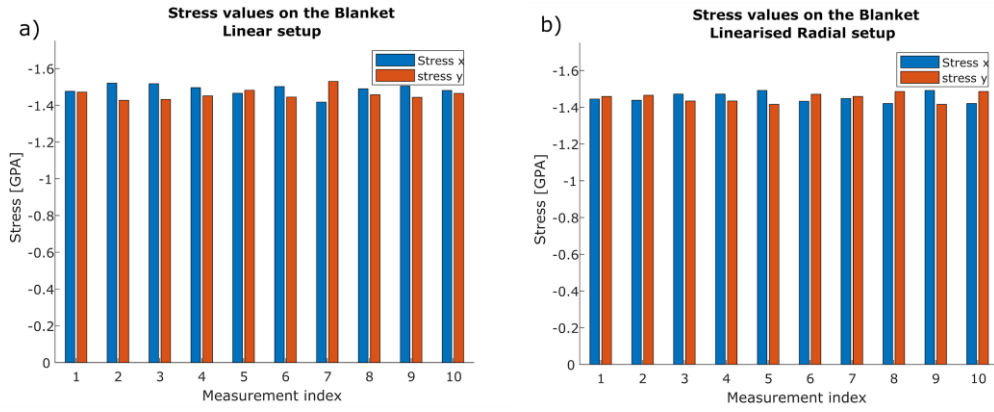 a)
Stress values on the Blanket
Linear setup
Stress x
stress y
Stress [GPA]
-1.6
-1.4
-1.2
-1
-0.8
-0.6
-0.4
-0.2
0
1 2 3 4 5 6 7 8 9 10
Measurement index
b)
Stress values on the Blanket
Linearised Radial setup
Stress x
stress y
Stress [GPA]
-1.6
-1.4
-1.2
-1
-0.8
-0.6
-0.4
-0.2
0
1 2 3 4 5 6 7 8 9 10
Measurement index